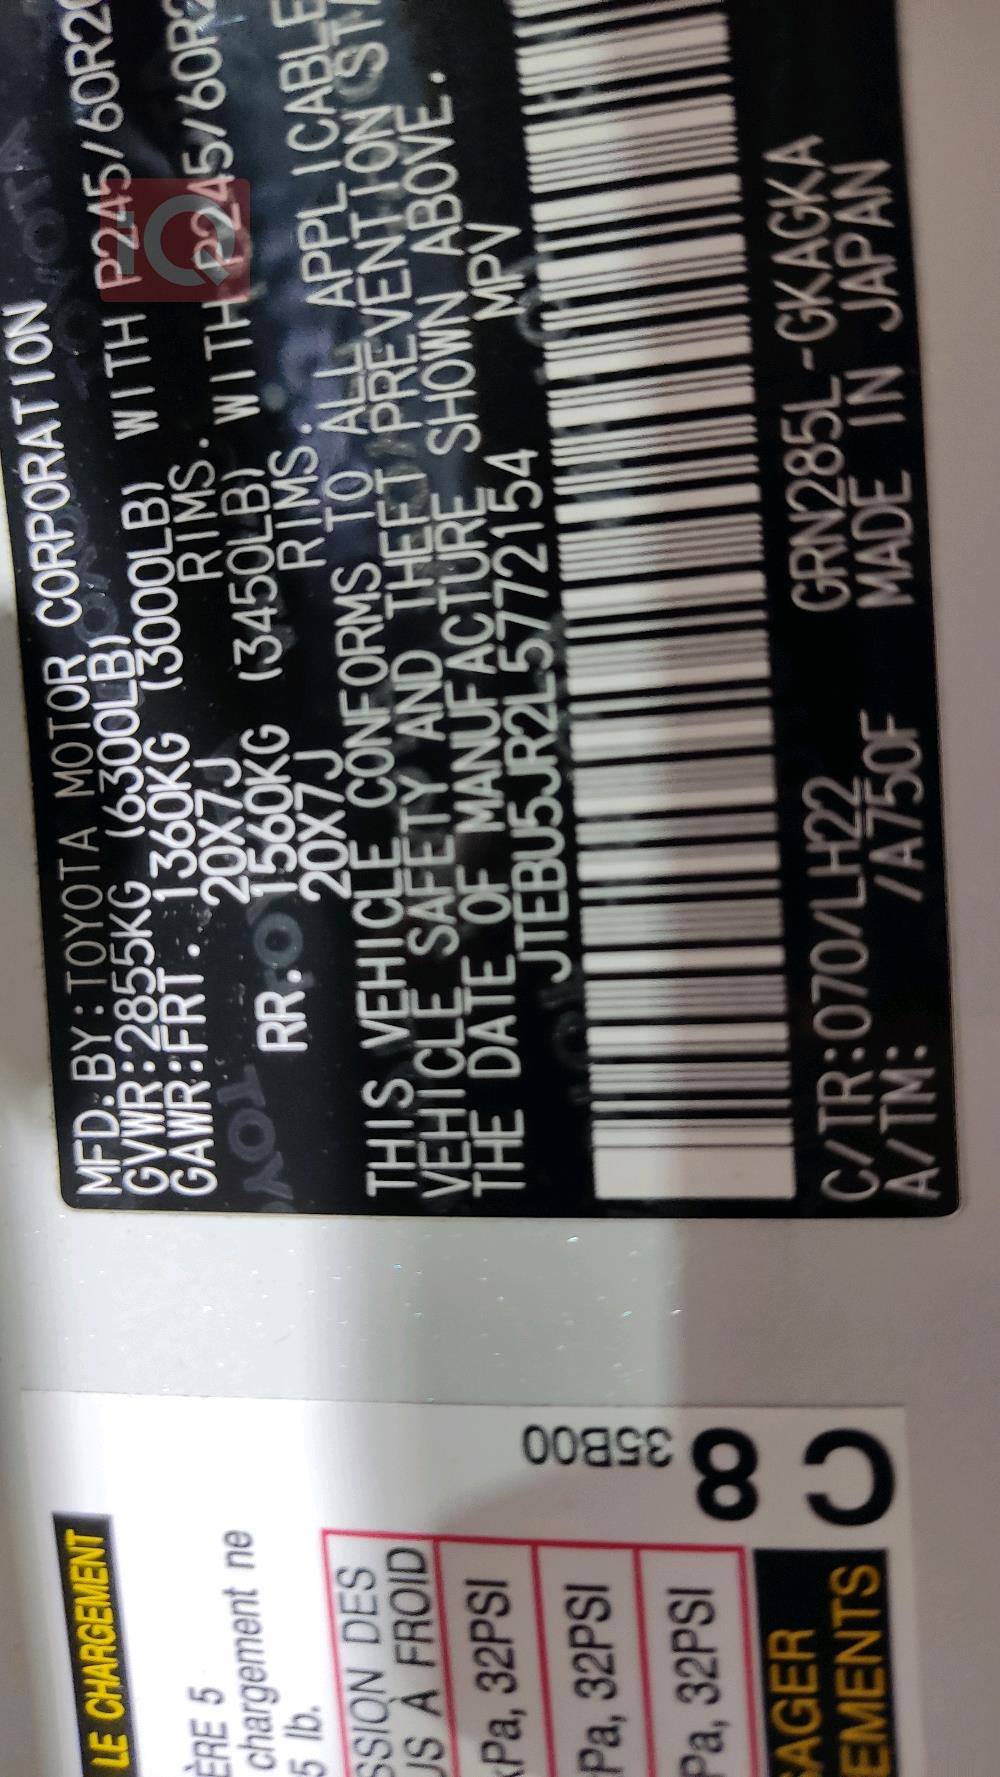 MFD.BY:TOYOTA MOTOR CORPORATION
GVWR:2855KG (6300LB)
GAWR:FRT. 1360KG (3000LB) WITH P245/60R20
20X7J RIMS.
RR. 1560KG (3450LB) WITH P245/60R2
20X7J RIMS.
THIS VEHICLE CONFORMS TO ALL APPLICABLE
VEHICLE SAFETY AND THEFT PREVENTION STA
THE DATE OF MANUFACTURE SHOWN ABOVE.
JTEBU5JR2L5772154 MPV
C/TR:070/LH22 GRN285L-GKAGKA
A/TM: /A750F MADE IN JAPAN
LE CHARGEMENT
ÈRE 5
chargement ne
5 lb.
SSION DES
US À FROID
kPa, 32PSI
Pa, 32PSI
Pa, 32PSI
SAGER
EMENTS
35B00
8
C
iQ